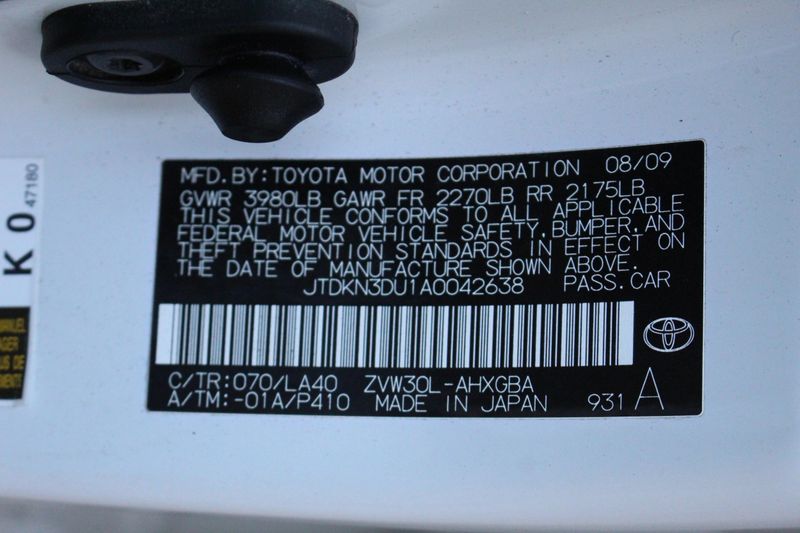 MFD.BY:TOYOTA MOTOR CORPORATION 08/09
GVWR 3980LB GAWR FR 2270LB RR 2175LB
THIS VEHICLE CONFORMS TO ALL APPLICABLE
FEDERAL MOTOR VEHICLE SAFETY,BUMPER,AND
THEFT PREVENTION STANDARDS IN EFFECT ON
THE DATE OF MANUFACTURE SHOWN ABOVE.
JTDKN3DU1A0042638 PASS.CAR
C/TR:070/LA40 ZVW30L-AHXGBA
A/TM:-01A/P410 MADE IN JAPAN 931 A
K 0
47180